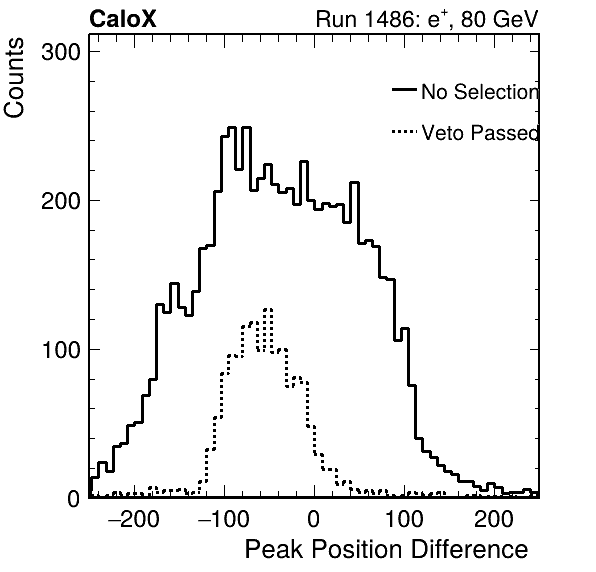 CaloX Run 1486: e⁺, 80 GeV
Counts
300
200
100
0
No Selection
Veto Passed
−200 −100 0 100 200
Peak Position Difference